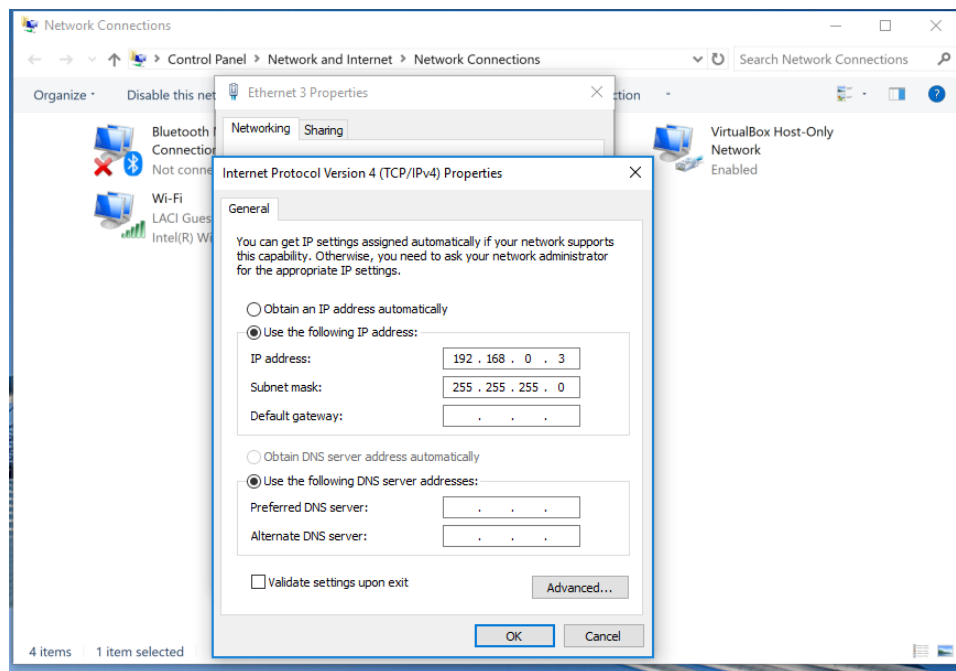 Network Connections
Control Panel > Network and Internet > Network Connections
Search Network Connections
Organize
Disable this net
ction
?
Bluetooth
Connection
Not conne
Wi-Fi
LACI Gues
Intel(R) Wi
VirtualBox Host-Only
Network
Enabled
Ethernet 3 Properties
Networking
Sharing
Internet Protocol Version 4 (TCP/IPv4) Properties
General
You can get IP settings assigned automatically if your network supports
this capability. Otherwise, you need to ask your network administrator
for the appropriate IP settings.
Obtain an IP address automatically
Use the following IP address:
IP address: 192 . 168 . 0 . 3
Subnet mask: 255 . 255 . 255 . 0
Default gateway: . . .
Obtain DNS server address automatically
Use the following DNS server addresses:
Preferred DNS server: . . .
Alternate DNS server: . . .
Validate settings upon exit
Advanced...
OK Cancel
4 items 1 item selected